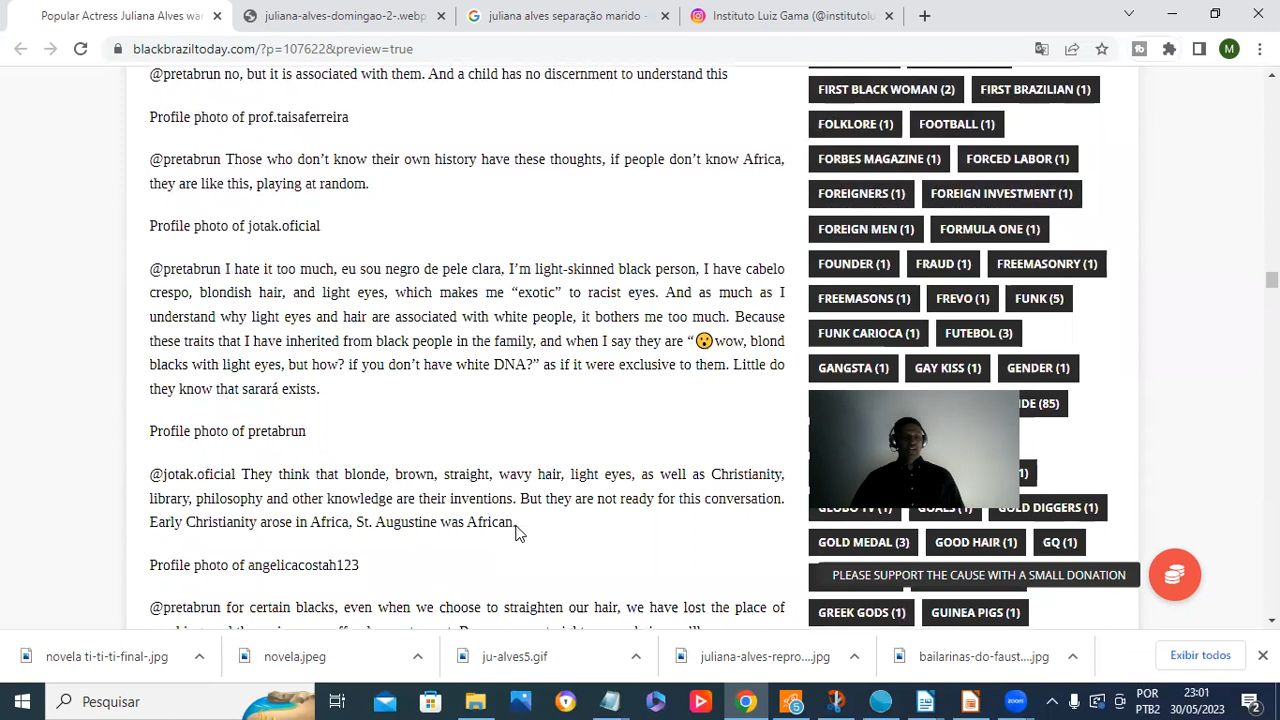 Popular Actress Juliana Alves war
juliana-alves-domingao-2-.webp
juliana alves separação marido -
Instituto Luiz Gama (@institutolu
blackbraziltoday.com/?p=107622&preview=true
M
@pretabrun no, but it is associated with them. And a child has no discernment to understand this
Profile photo of prof.taisaferreira
@pretabrun Those who don’t know their own history have these thoughts, if people don’t know Africa,
they are like this, playing at random.
Profile photo of jotak.oficial
@pretabrun I hate it too much, eu sou negro de pele clara, I’m light-skinned black person, I have cabelo
crespo, blondish hair, and light eyes, which makes me “exotic” to racist eyes. And as much as I
understand why light eyes and hair are associated with white people, it bothers me too much. Because
these traits that I have inherited from black people in the family, and when I say they are “😮wow, blond
blacks with light eyes, but how? if you don’t have white DNA?” as if it were exclusive to them. Little do
they know that sarará exists.
Profile photo of pretabrun
@jotak.oficial They think that blonde, brown, straight, wavy hair, light eyes, as well as Christianity,
library, philosophy and other knowledge are their inventions. But they are not ready for this conversation.
Early Christianity arose in Africa, St. Augustine was African.
Profile photo of angelicacostah123
@pretabrun for certain blacks, even when we choose to straighten our hair, we have lost the place of
FIRST BLACK WOMAN (2) FIRST BRAZILIAN (1)
FOLKLORE (1) FOOTBALL (1)
FORBES MAGAZINE (1) FORCED LABOR (1)
FOREIGNERS (1) FOREIGN INVESTMENT (1)
FOREIGN MEN (1) FORMULA ONE (1)
FOUNDER (1) FRAUD (1) FREEMASONRY (1)
FREEMASONS (1) FREVO (1) FUNK (5)
FUNK CARIOCA (1) FUTEBOL (3)
GANGSTA (1) GAY KISS (1) GENDER (1)
IDE (85)
1)
GLOBO TV (1) GOALS (1) GOLD DIGGERS (1)
GOLD MEDAL (3) GOOD HAIR (1) GQ (1)
PLEASE SUPPORT THE CAUSE WITH A SMALL DONATION
GREEK GODS (1) GUINEA PIGS (1)
novela ti-ti-ti-final-.jpg
novela.jpeg
ju-alves5.gif
juliana-alves-repro....jpg
bailarinas-do-faust....jpg
Exibir todos
Pesquisar
zoom
POR
PTB2
23:01
30/05/2023
2